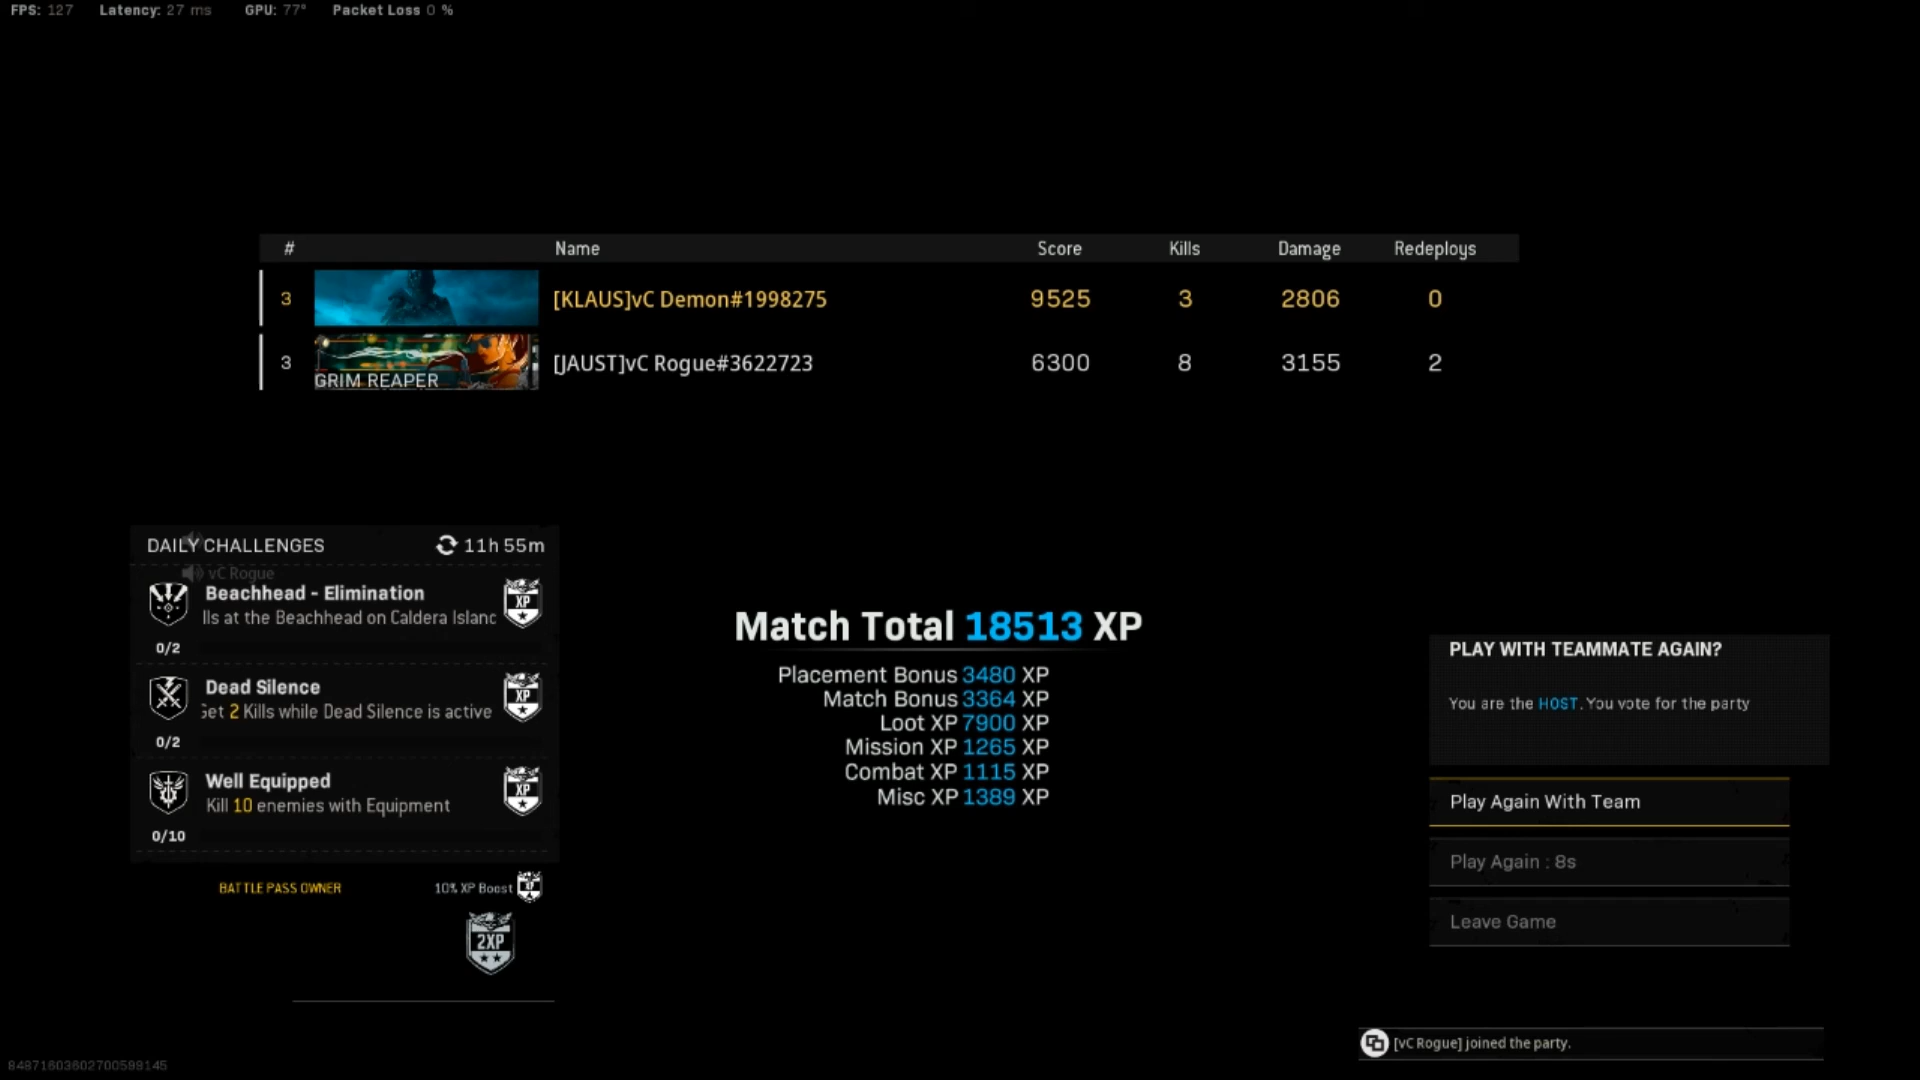 FPS: 127 Latency: 27 ms GPU: 77° Packet Loss 0 %
# Name Score Kills Damage Redeploys
3 [KLAUS]vC Demon#1998275 9525 3 2806 0
3 GRIM REAPER [JAUST]vC Rogue#3622723 6300 8 3155 2
DAILY CHALLENGES 11h 55m
vC Rogue
Beachhead - Elimination XP
lls at the Beachhead on Caldera Islanc
0/2
Dead Silence XP
Get 2 Kills while Dead Silence is active
0/2
Well Equipped XP
Kill 10 enemies with Equipment
0/10
BATTLE PASS OWNER 10% XP Boost XP
2XP
Match Total 18513 XP
Placement Bonus 3480 XP
Match Bonus 3364 XP
Loot XP 7900 XP
Mission XP 1265 XP
Combat XP 1115 XP
Misc XP 1389 XP
PLAY WITH TEAMMATE AGAIN?
You are the HOST. You vote for the party
Play Again With Team
Play Again : 8s
Leave Game
[vC Rogue] joined the party.
84871603602700599145